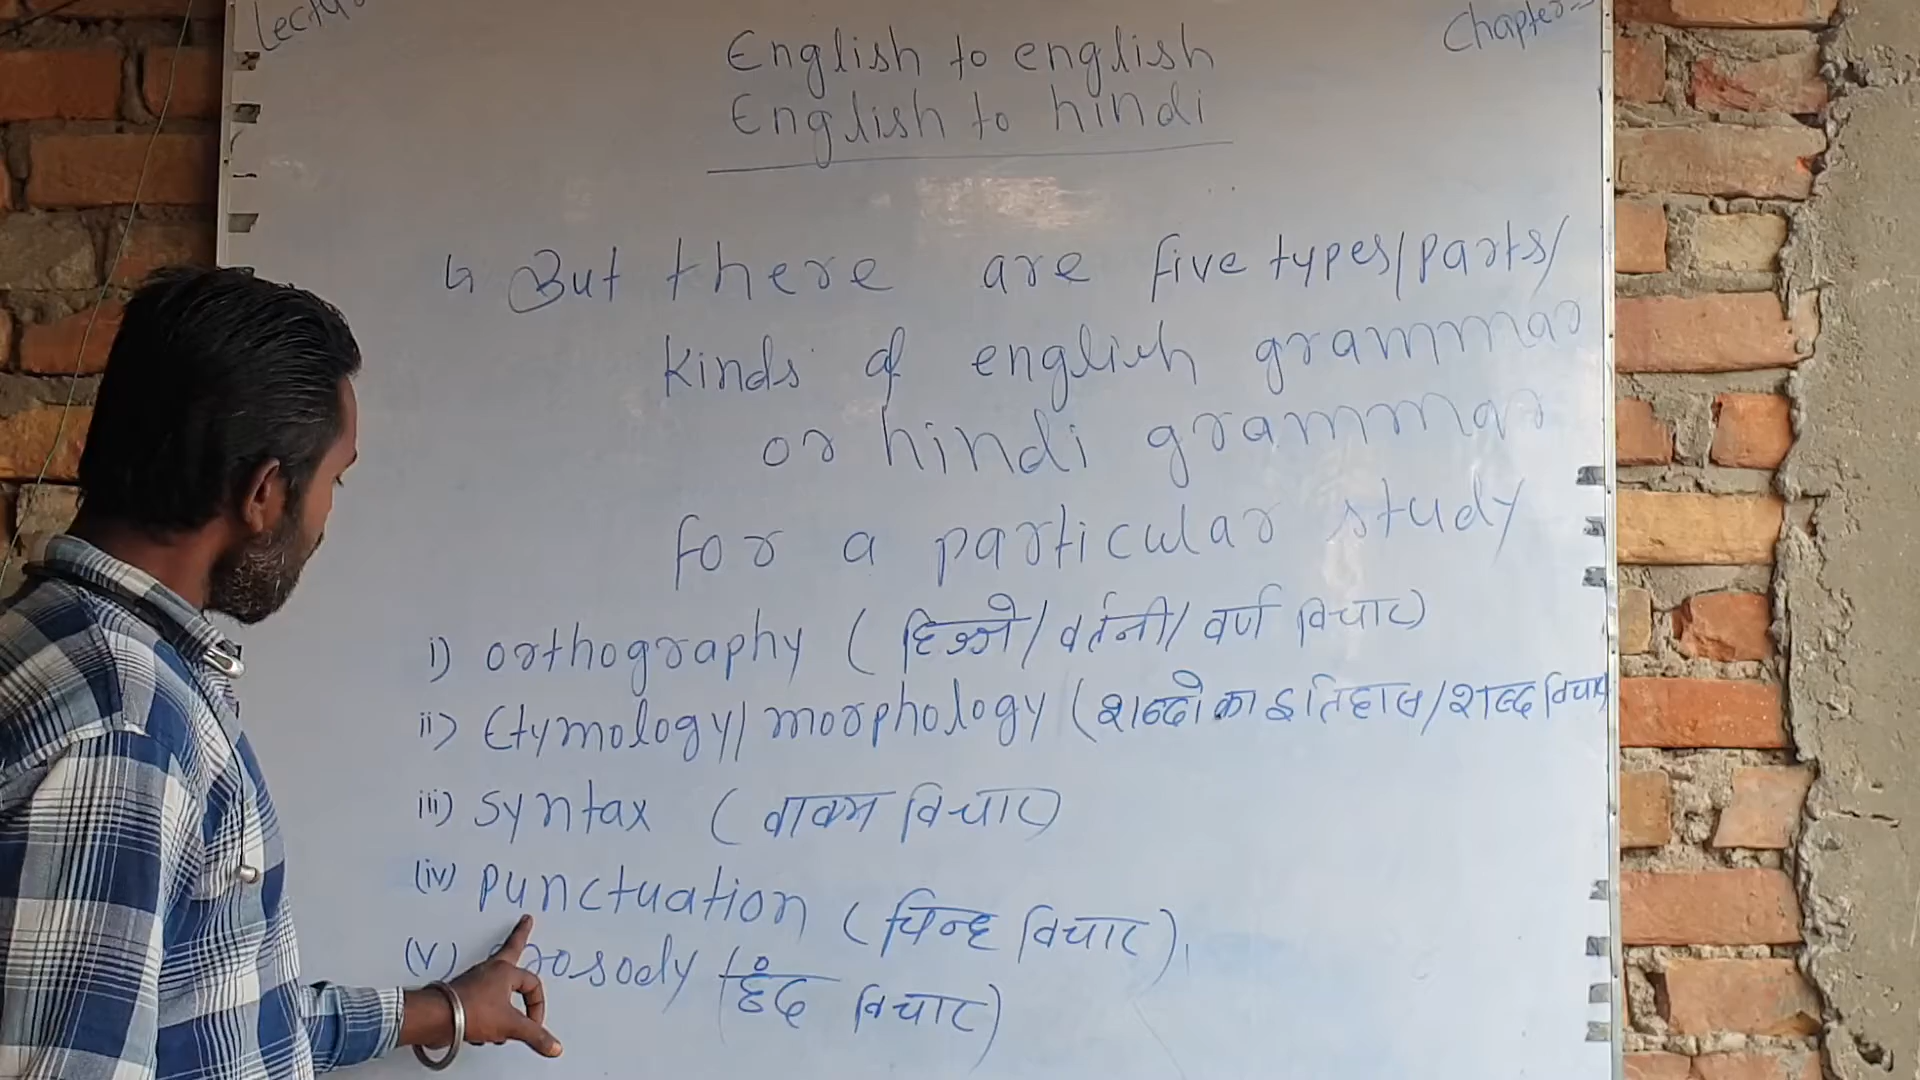 English to english
Chapter
English to hindi
But there are five types/parts/
kinds of english grammar
or hindi grammar
for a particular study
i) orthography (हिज्जे/वर्तनी/वर्ण विचार)
ii) Etymology/morphology (शब्दो का इतिहास/शब्द विचार
iii) syntax (वाक्य विचार)
(iv) punctuation (चिन्ह विचार)
(v) rosody (छंद विचार)